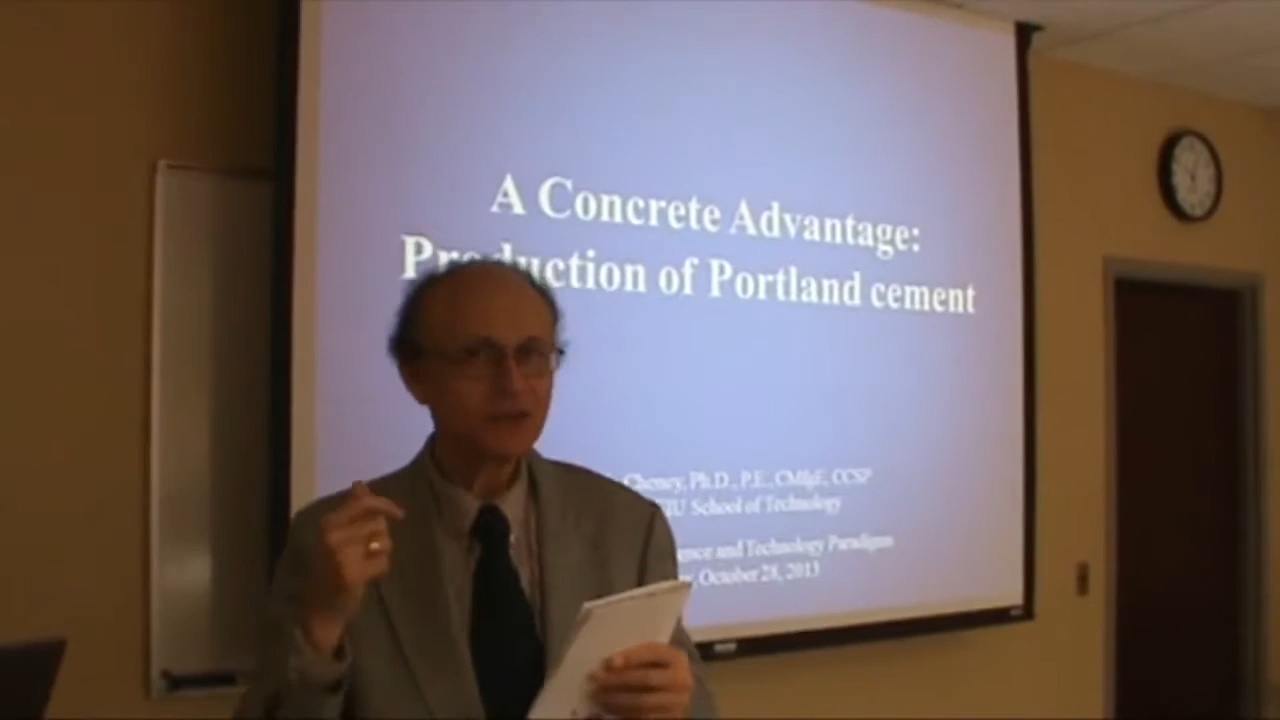 A Concrete Advantage:
Production of Portland cement
Cheney, Ph.D., P.E., CMfgE, CCSP
School of Technology
and Technology Paradigms
October 28, 2013